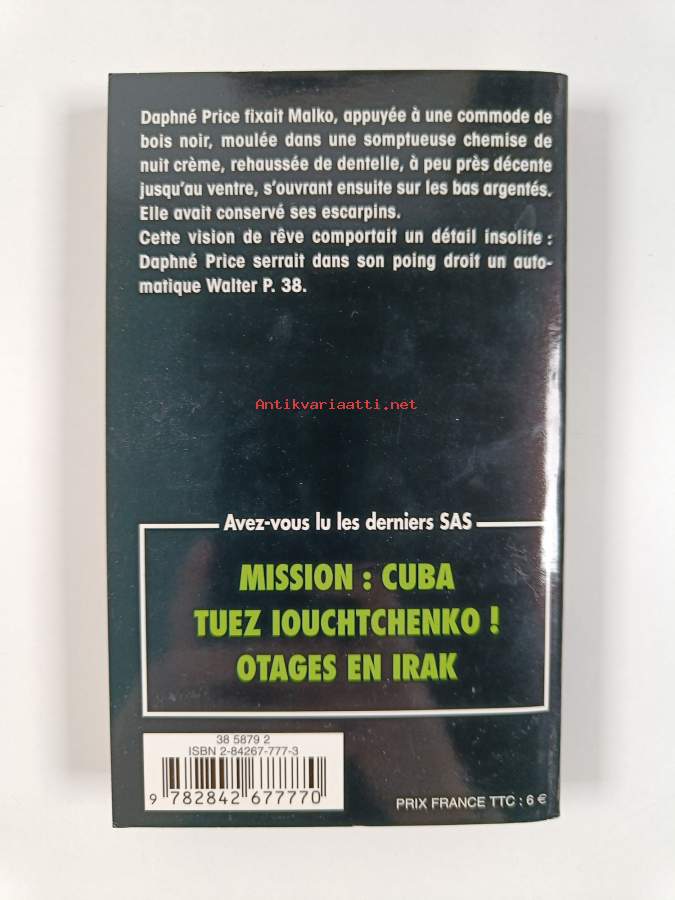 Daphné Price fixait Malko, appuyée à une commode de
bois noir, moulée dans une somptueuse chemise de
nuit crème, rehaussée de dentelle, à peu près décente
jusqu'au ventre, s'ouvrant ensuite sur les bas argentés.
Elle avait conservé ses escarpins.
Cette vision de rêve comportait un détail insolite :
Daphné Price serrait dans son poing droit un auto-
matique Walter P. 38.
Antikvariaatti.net
Avez-vous lu les derniers SAS
MISSION : CUBA
TUEZ IOUCHTCHENKO !
OTAGES EN IRAK
38 5879 2
ISBN 2-84267-777-3
9 782842 677770
PRIX FRANCE TTC : 6 €